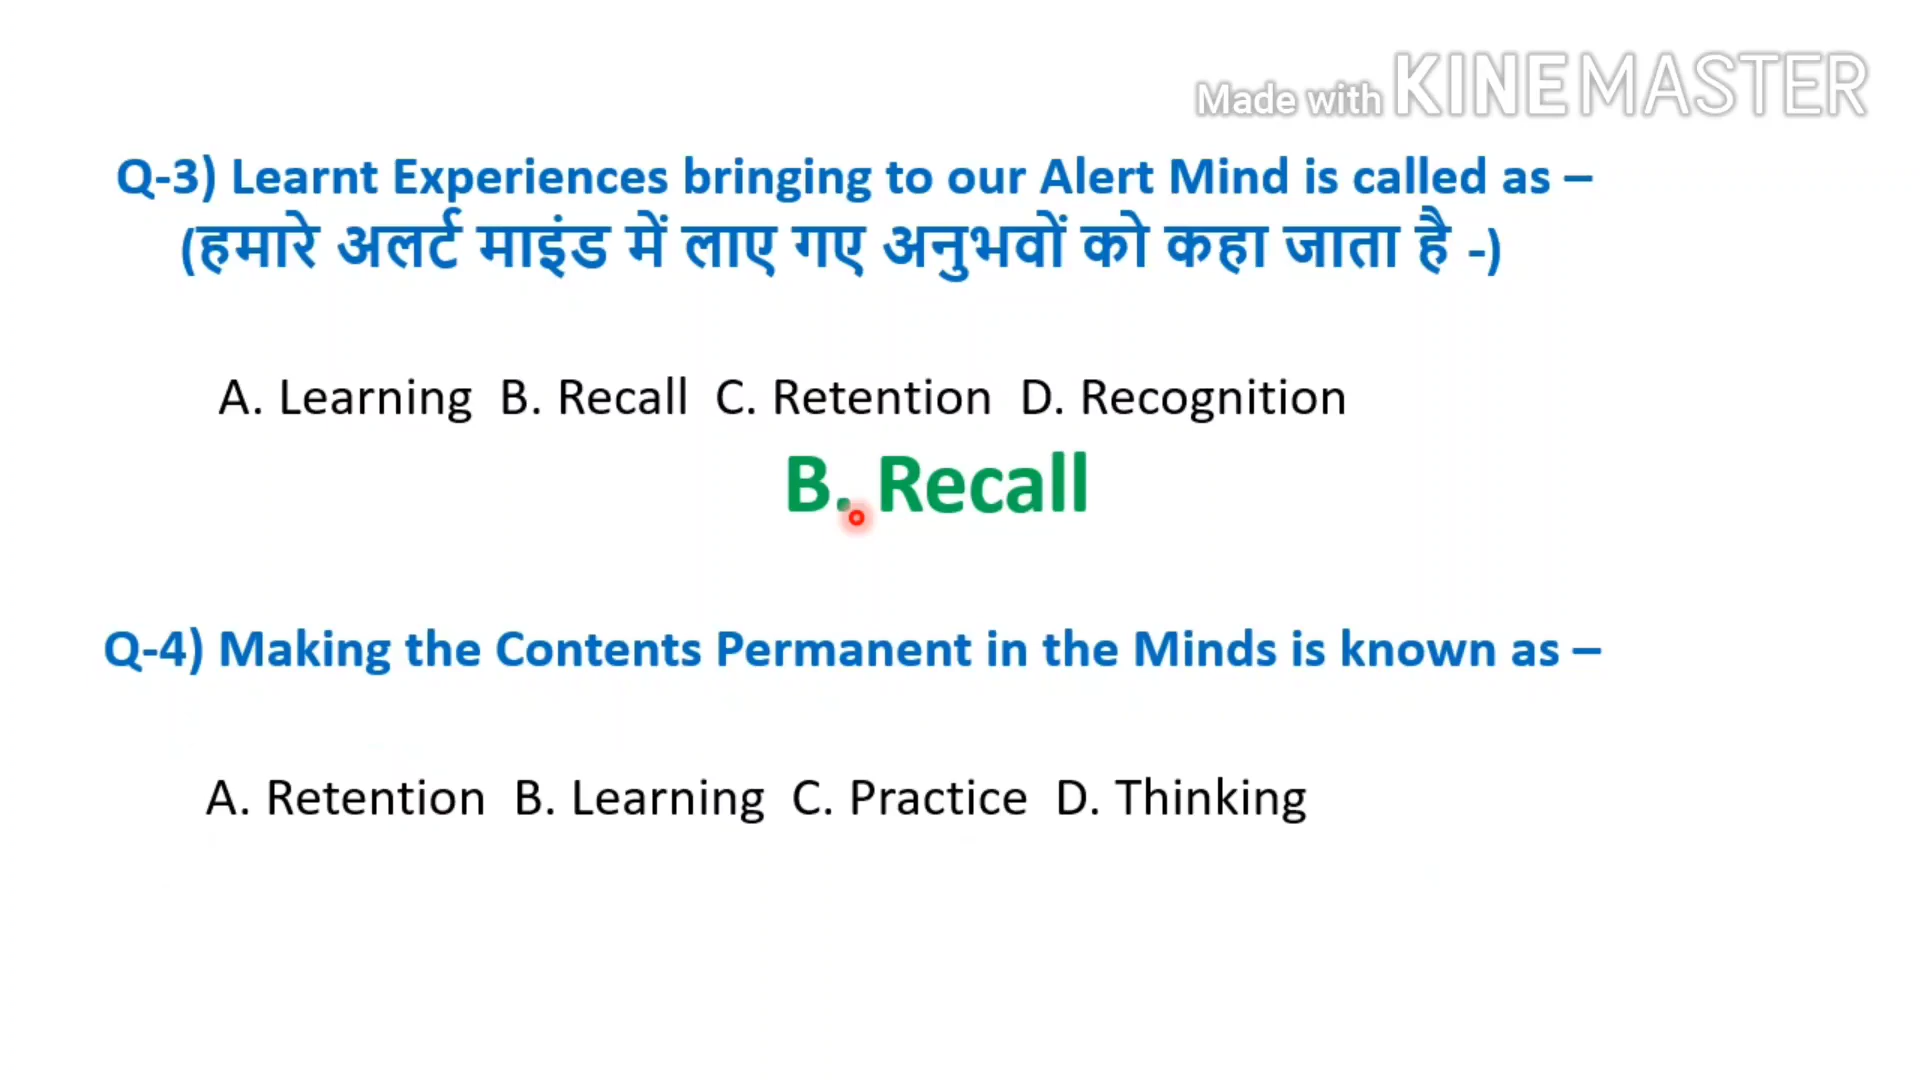 Made with KINEMASTER
Q-3) Learnt Experiences bringing to our Alert Mind is called as –
(हमारे अलर्ट माइंड में लाए गए अनुभवों को कहा जाता है -)
A. Learning B. Recall C. Retention D. Recognition
B. Recall
Q-4) Making the Contents Permanent in the Minds is known as –
A. Retention B. Learning C. Practice D. Thinking